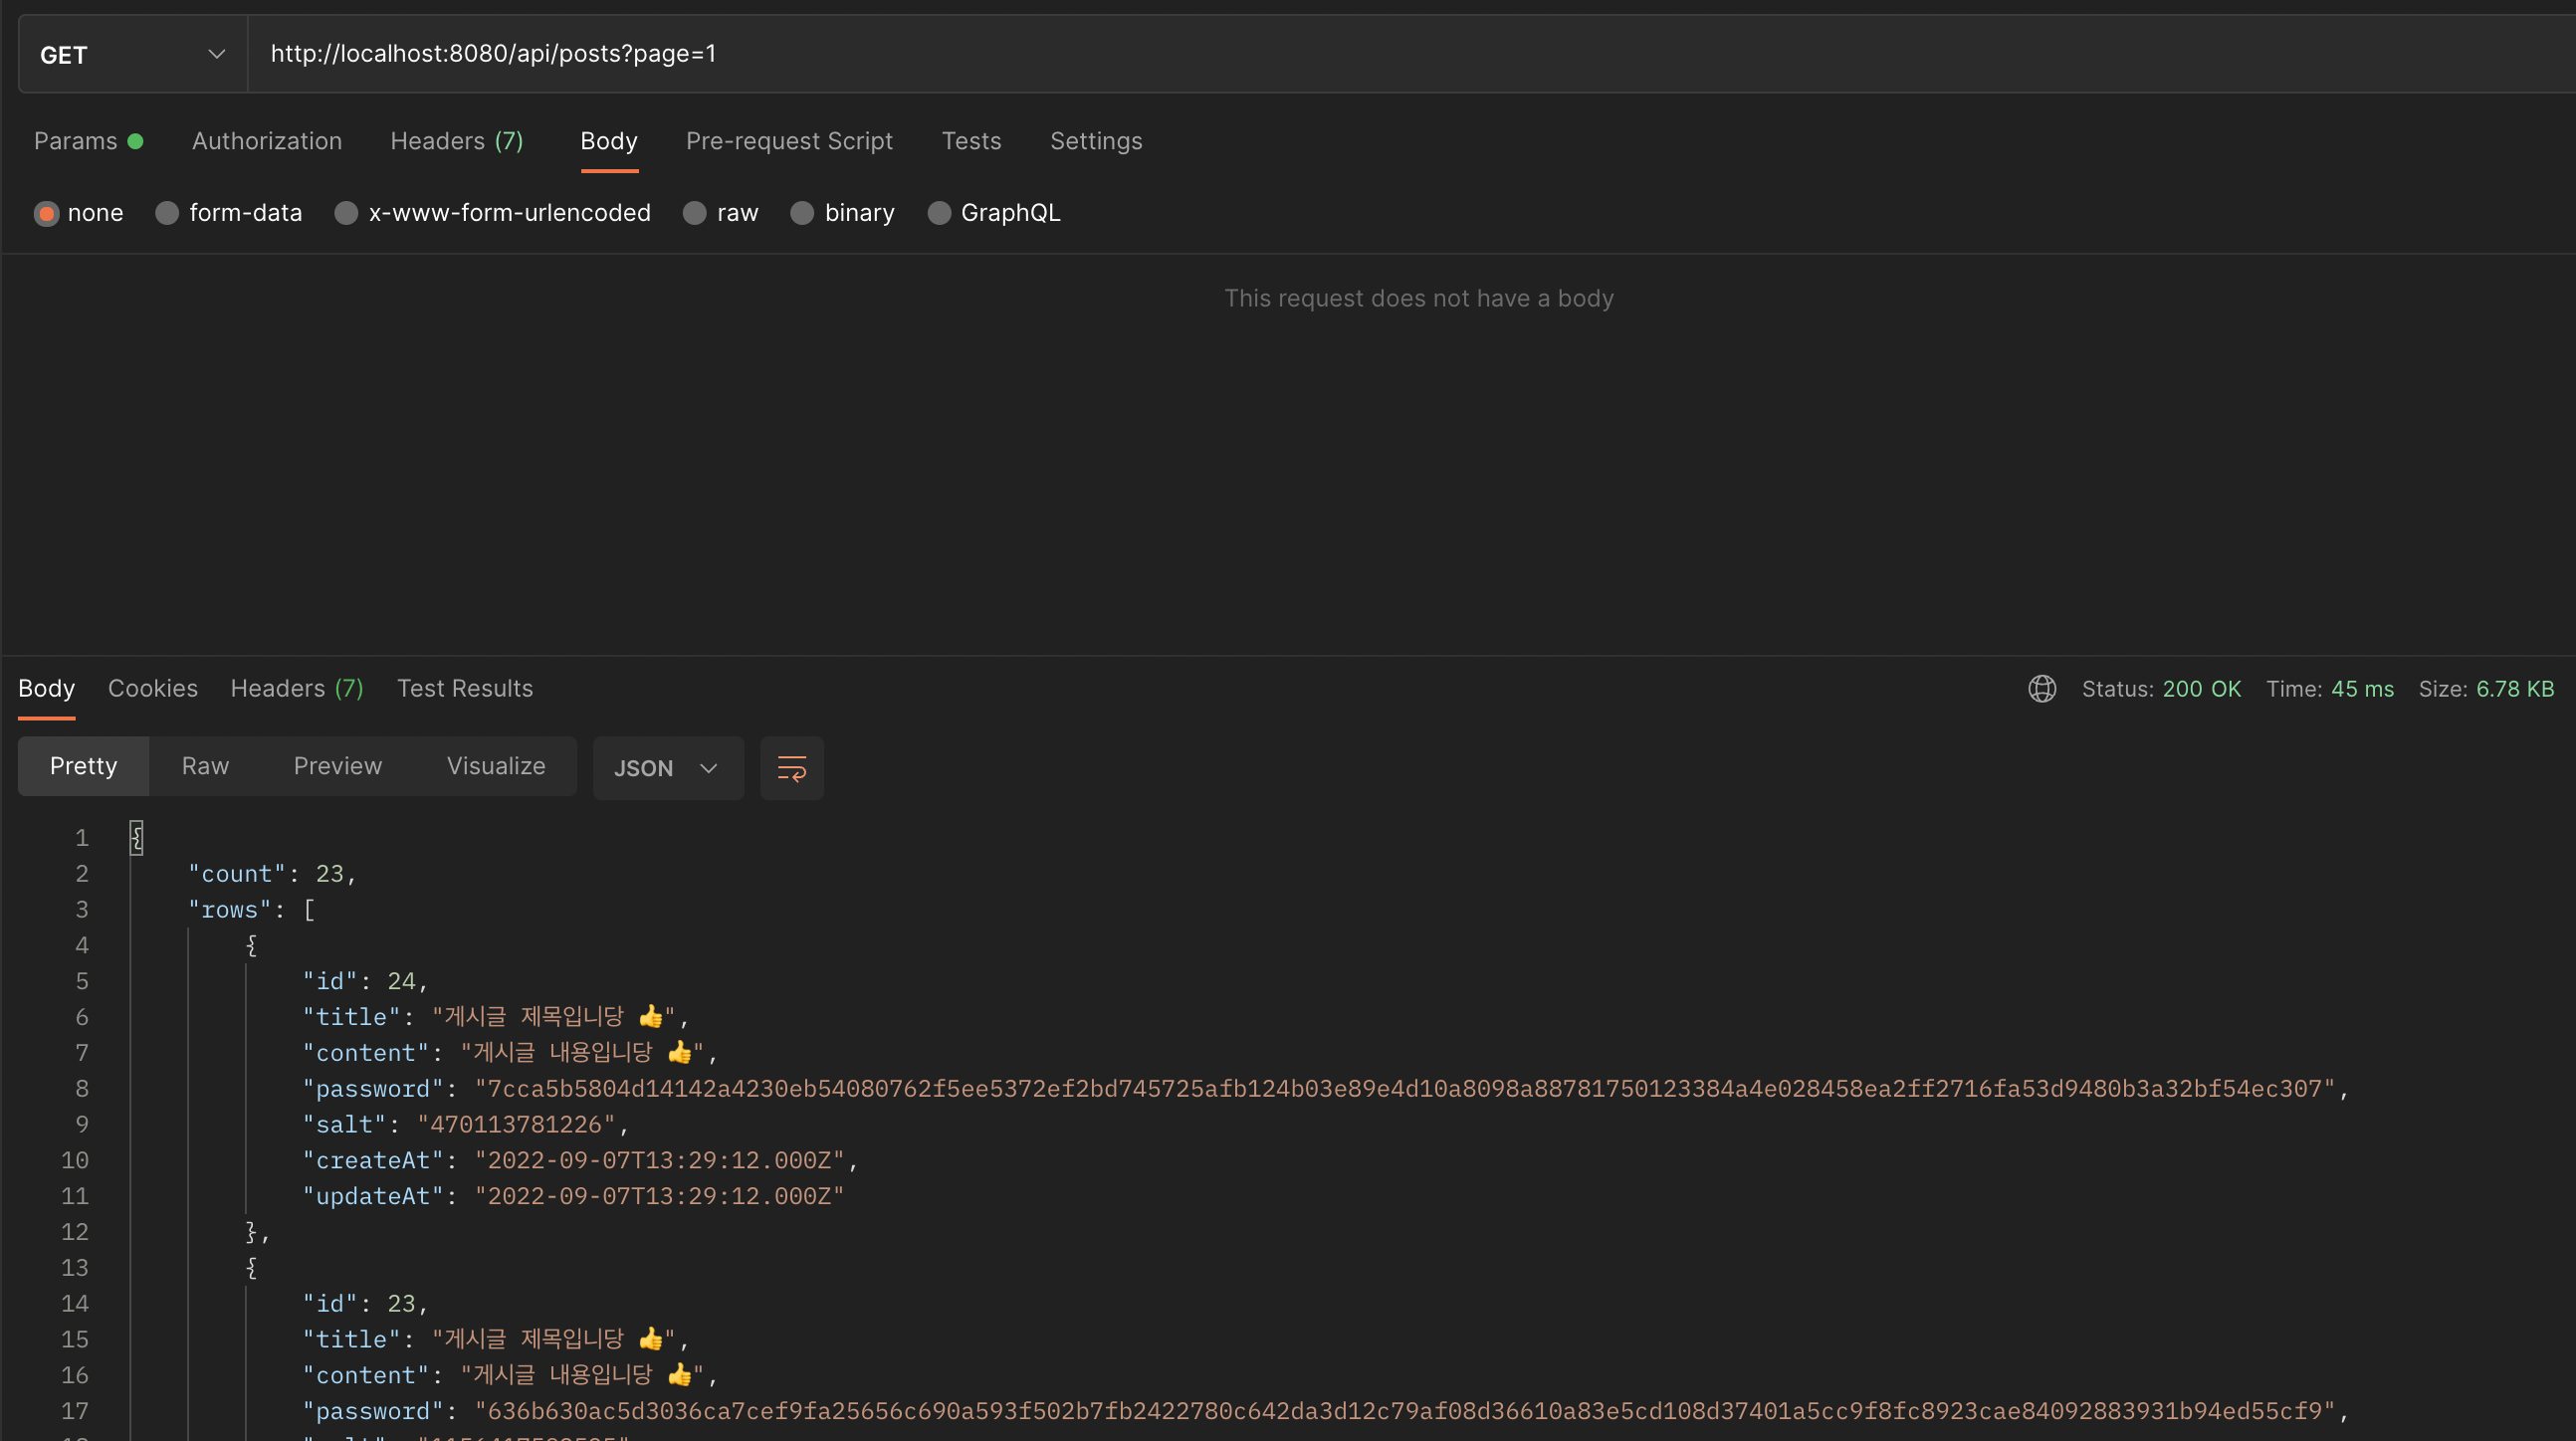 GET http://localhost:8080/api/posts?page=1
Params Authorization Headers (7) Body Pre-request Script Tests Settings
none form-data x-www-form-urlencoded raw binary GraphQL
This request does not have a body
Body Cookies Headers (7) Test Results Status: 200 OK Time: 45 ms Size: 6.78 KB
Pretty Raw Preview Visualize JSON
1 {
2 "count": 23,
3 "rows": [
4 {
5 "id": 24,
6 "title": "게시글 제목입니당 👍",
7 "content": "게시글 내용입니당 👍",
8 "password": "7cca5b5804d14142a4230eb54080762f5ee5372ef2bd745725afb124b03e89e4d10a8098a88781750123384a4e028458ea2ff2716fa53d9480b3a32bf54ec307",
9 "salt": "470113781226",
10 "createAt": "2022-09-07T13:29:12.000Z",
11 "updateAt": "2022-09-07T13:29:12.000Z"
12 },
13 {
14 "id": 23,
15 "title": "게시글 제목입니당 👍",
16 "content": "게시글 내용입니당 👍",
17 "password": "636b630ac5d3036ca7cef9fa25656c690a593f502b7fb2422780c642da3d12c79af08d36610a83e5cd108d37401a5cc9f8fc8923cae84092883931b94ed55cf9",